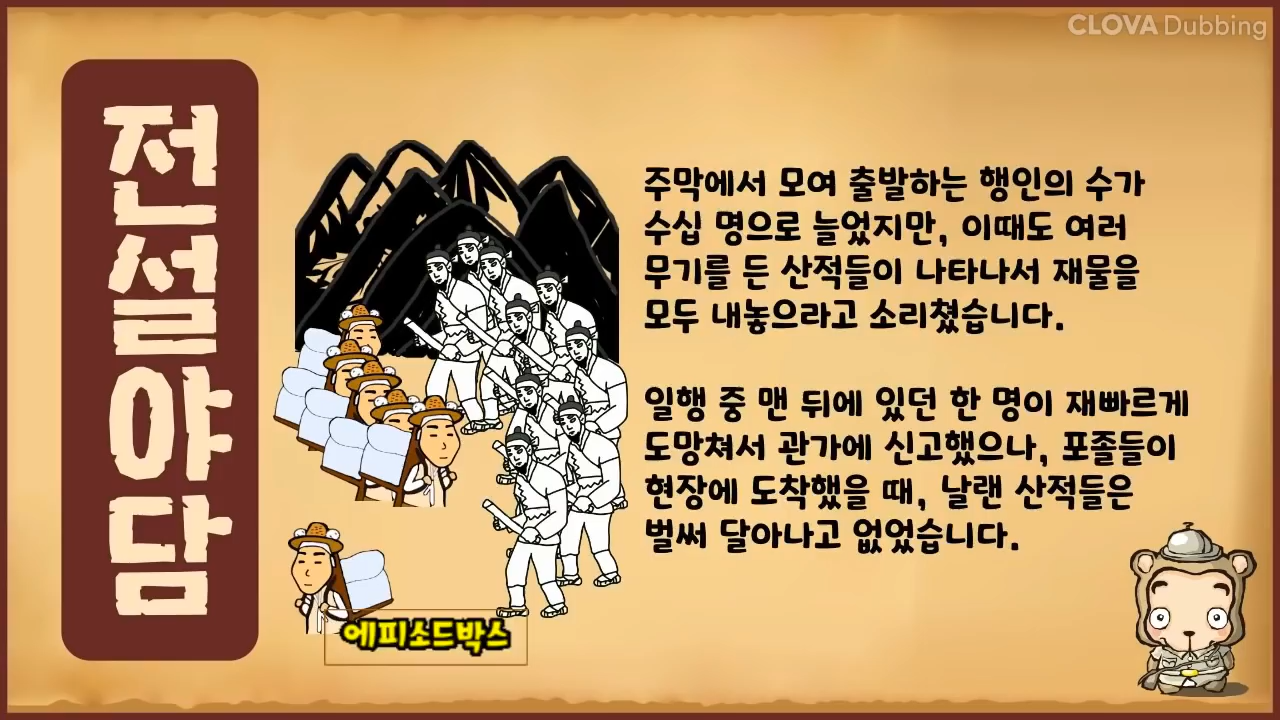 CLOVA Dubbing
전설야담
주막에서 모여 출발하는 행인의 수가
수십 명으로 늘었지만, 이때도 여러
무기를 든 산적들이 나타나서 재물을
모두 내놓으라고 소리쳤습니다.
일행 중 맨 뒤에 있던 한 명이 재빠르게
도망쳐서 관가에 신고했으나, 포졸들이
현장에 도착했을 때, 날랜 산적들은
벌써 달아나고 없었습니다.
에피소드박스